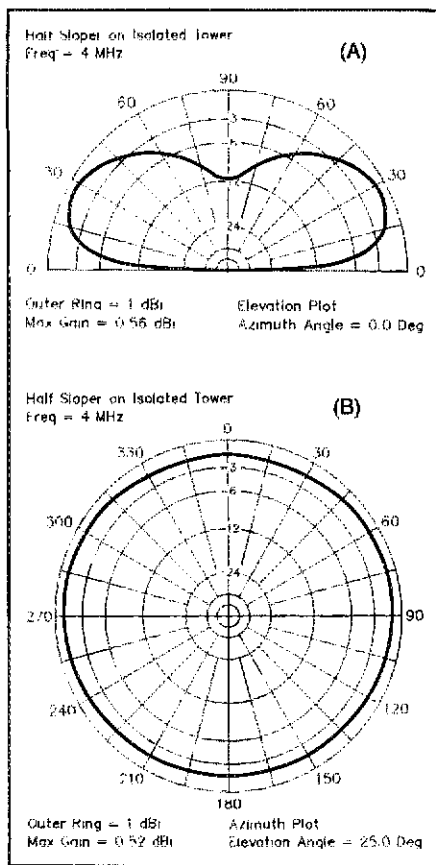 Half Sloper on Isolated Tower
Freq = 4 MHz
(A)
90
60 60
30 30
0 0
3
6
12
24
Outer Ring = 1 dBi
Max Gain = 0.56 dBi
Elevation Plot
Azimuth Angle = 0.0 Deg
Half Sloper on Isolated Tower
Freq = 4 MHz
(B)
0
330 30
300 60
270 90
240 120
210 150
180
3
6
12
24
Outer Ring = 1 dBi
Max Gain = 0.52 dBi
Azimuth Plot
Elevation Angle = 25.0 Deg